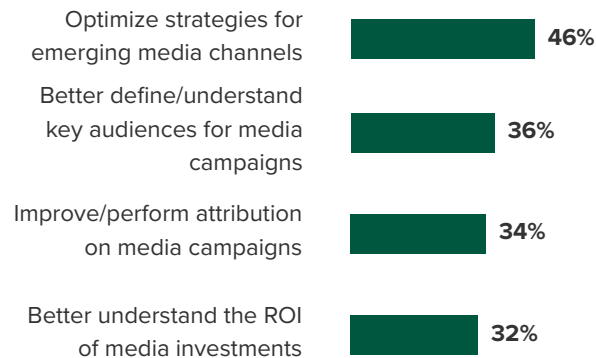 Optimize strategies for
emerging media channels
46%
Better define/understand
key audiences for media
campaigns
36%
Improve/perform attribution
on media campaigns
34%
Better understand the ROI
of media investments
32%